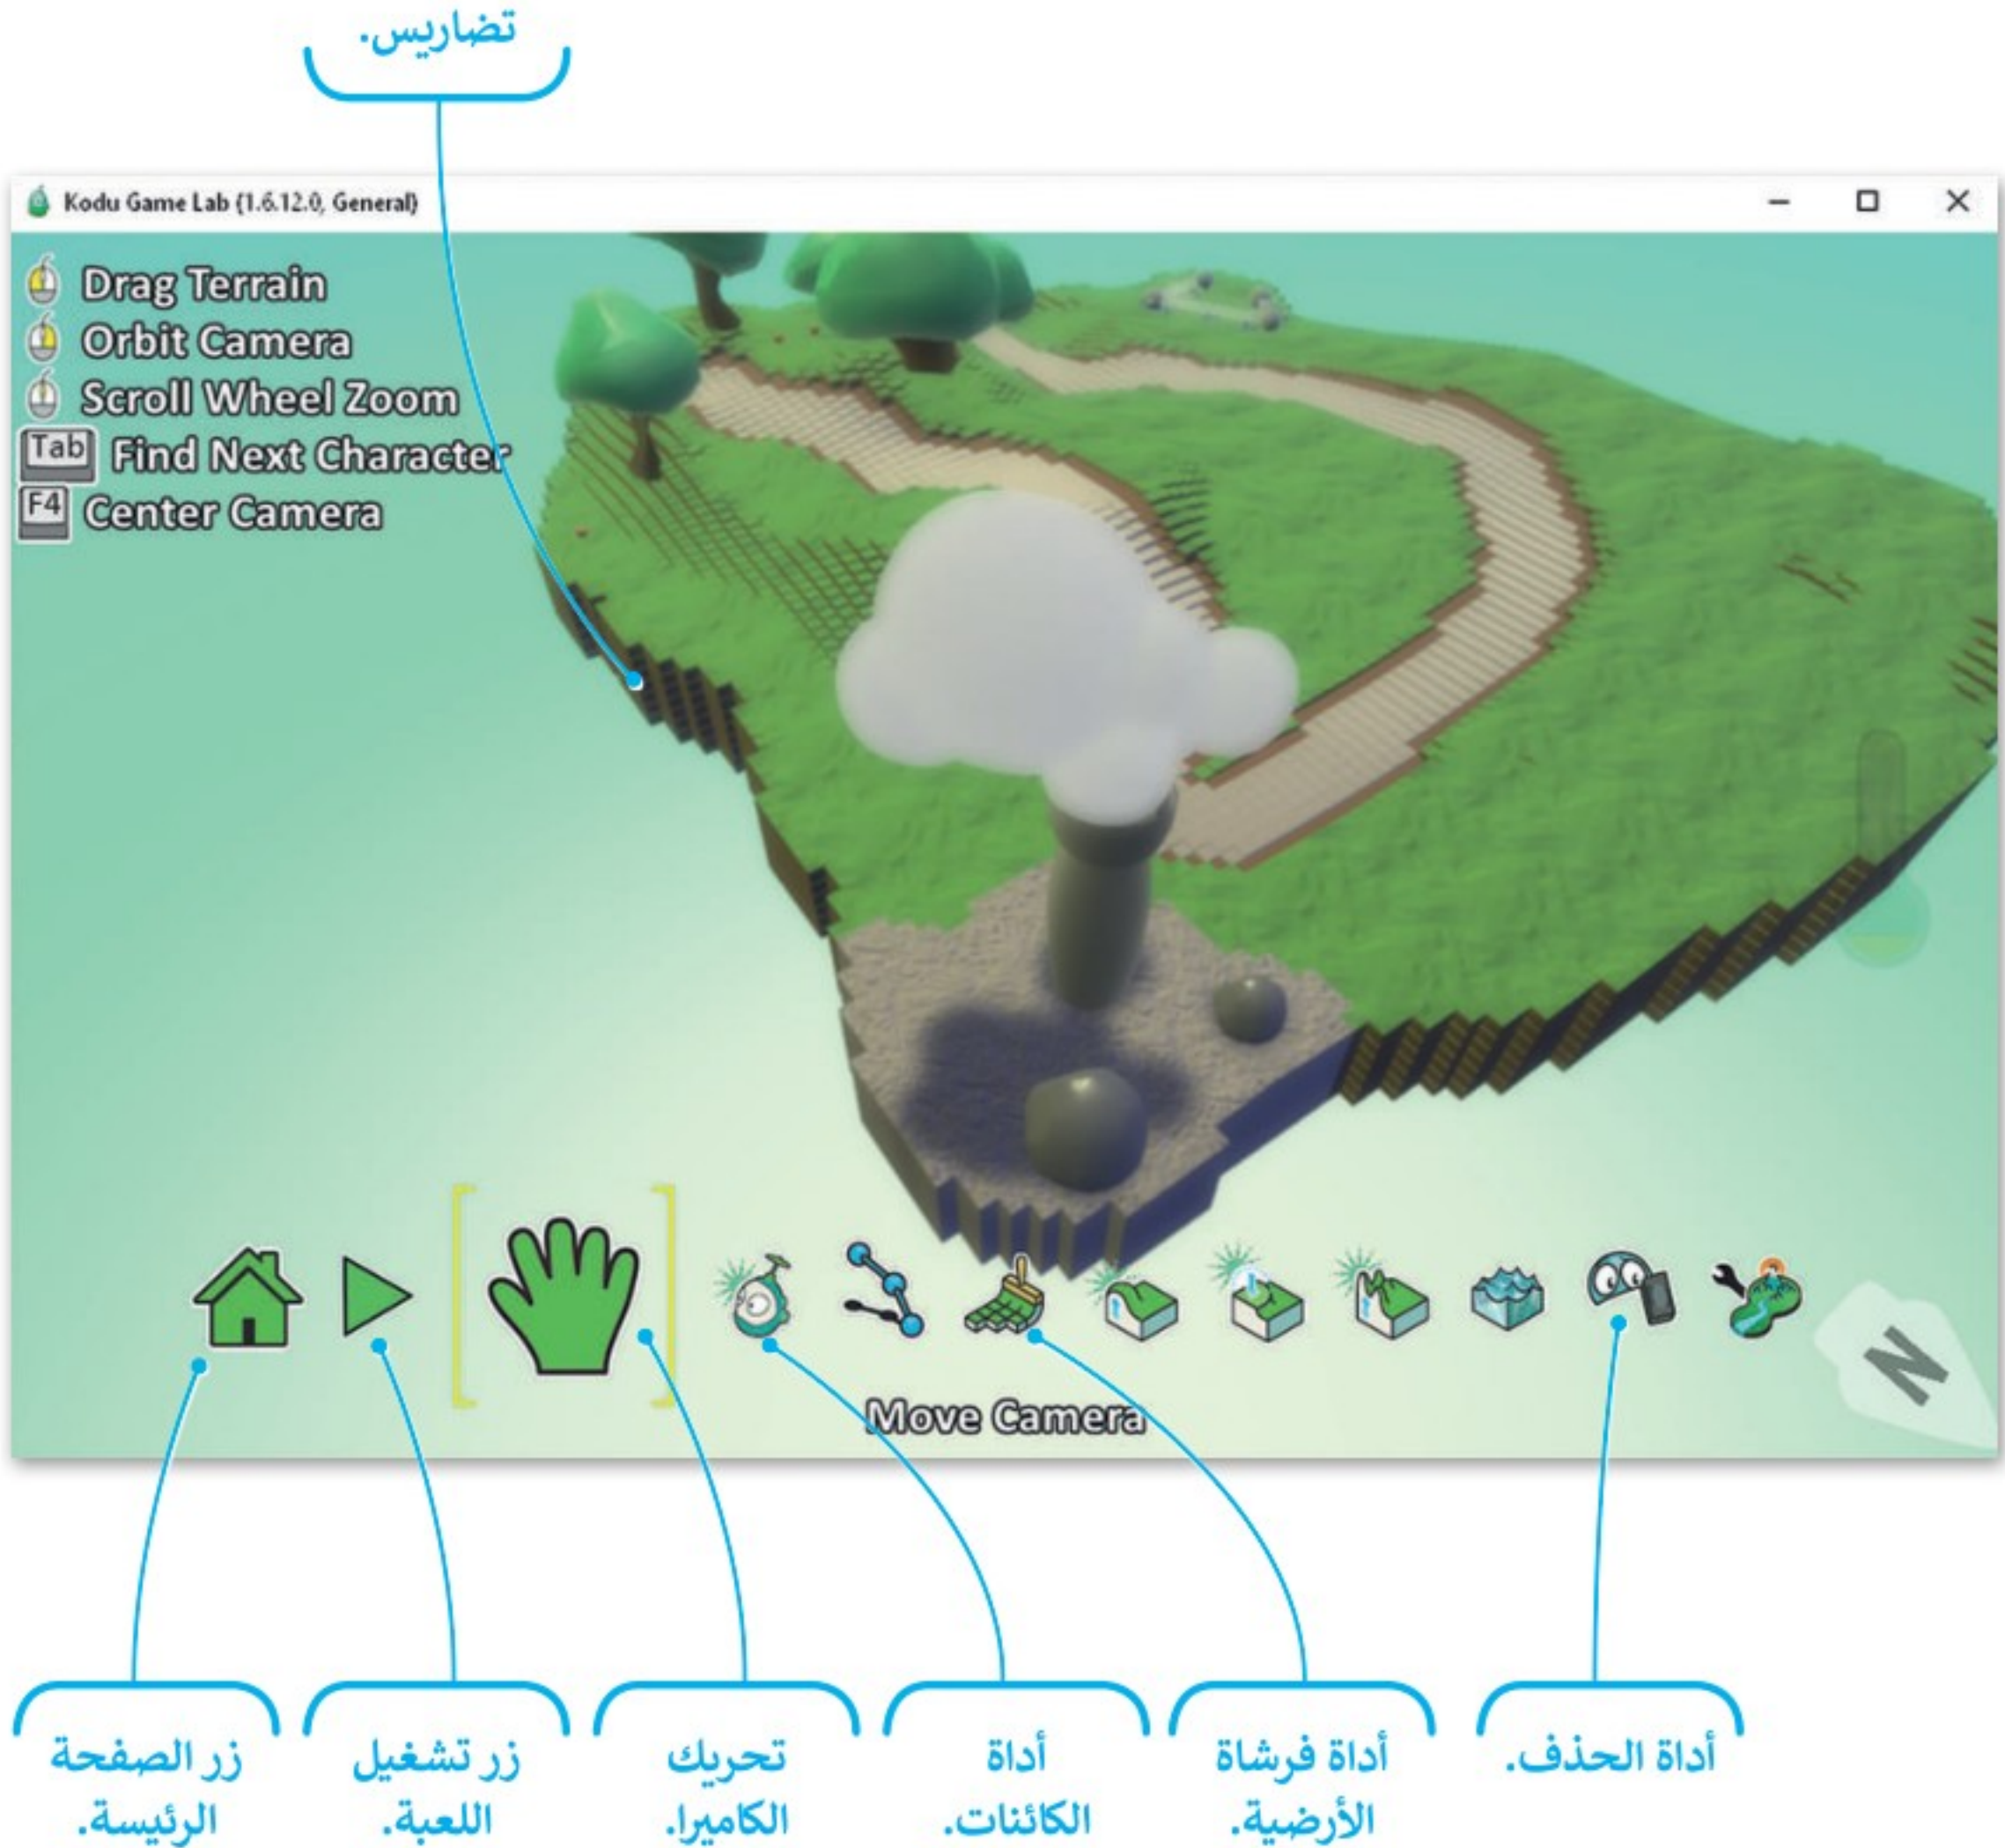 تضاريس.
Kodu Game Lab (1.6.12.0, General)
Drag Terrain
Orbit Camera
Scroll Wheel Zoom
Tab Find Next Character
F4 Center Camera
N
Move Camera
زر الصفحة
الرئيسة.
زر تشغيل
اللعبة.
تحريك
الكاميرا.
أداة
الكائنات.
أداة فرشاة
الأرضية.
أداة الحذف.